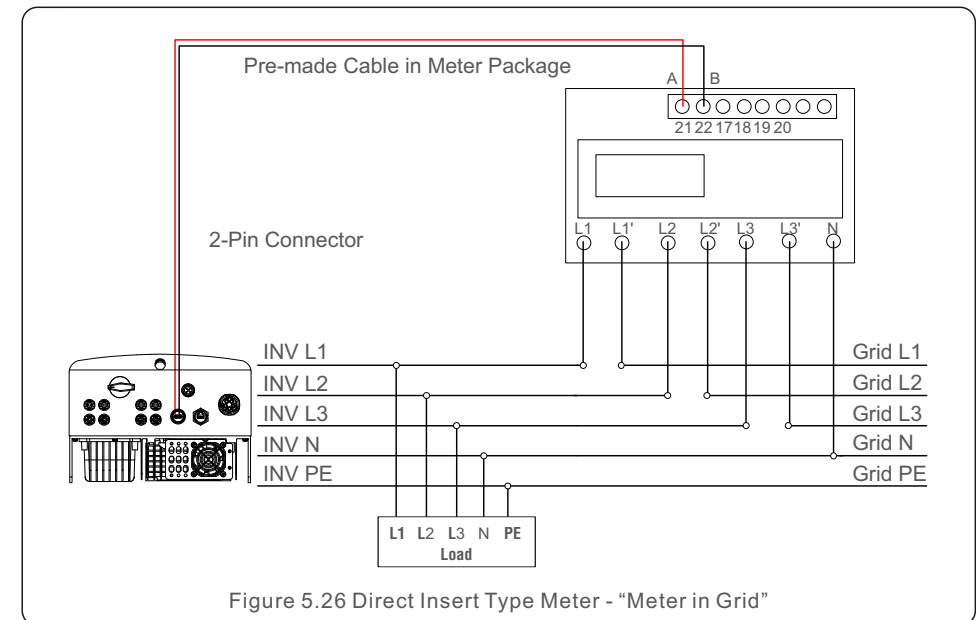 Pre-made Cable in Meter Package
A B
21 22 17 18 19 20
2-Pin Connector
L1 L1' L2 L2' L3 L3' N
INV L1 Grid L1
INV L2 Grid L2
INV L3 Grid L3
INV N Grid N
INV PE Grid PE
L1 L2 L3 N PE
Load
Figure 5.26 Direct Insert Type Meter - “Meter in Grid”